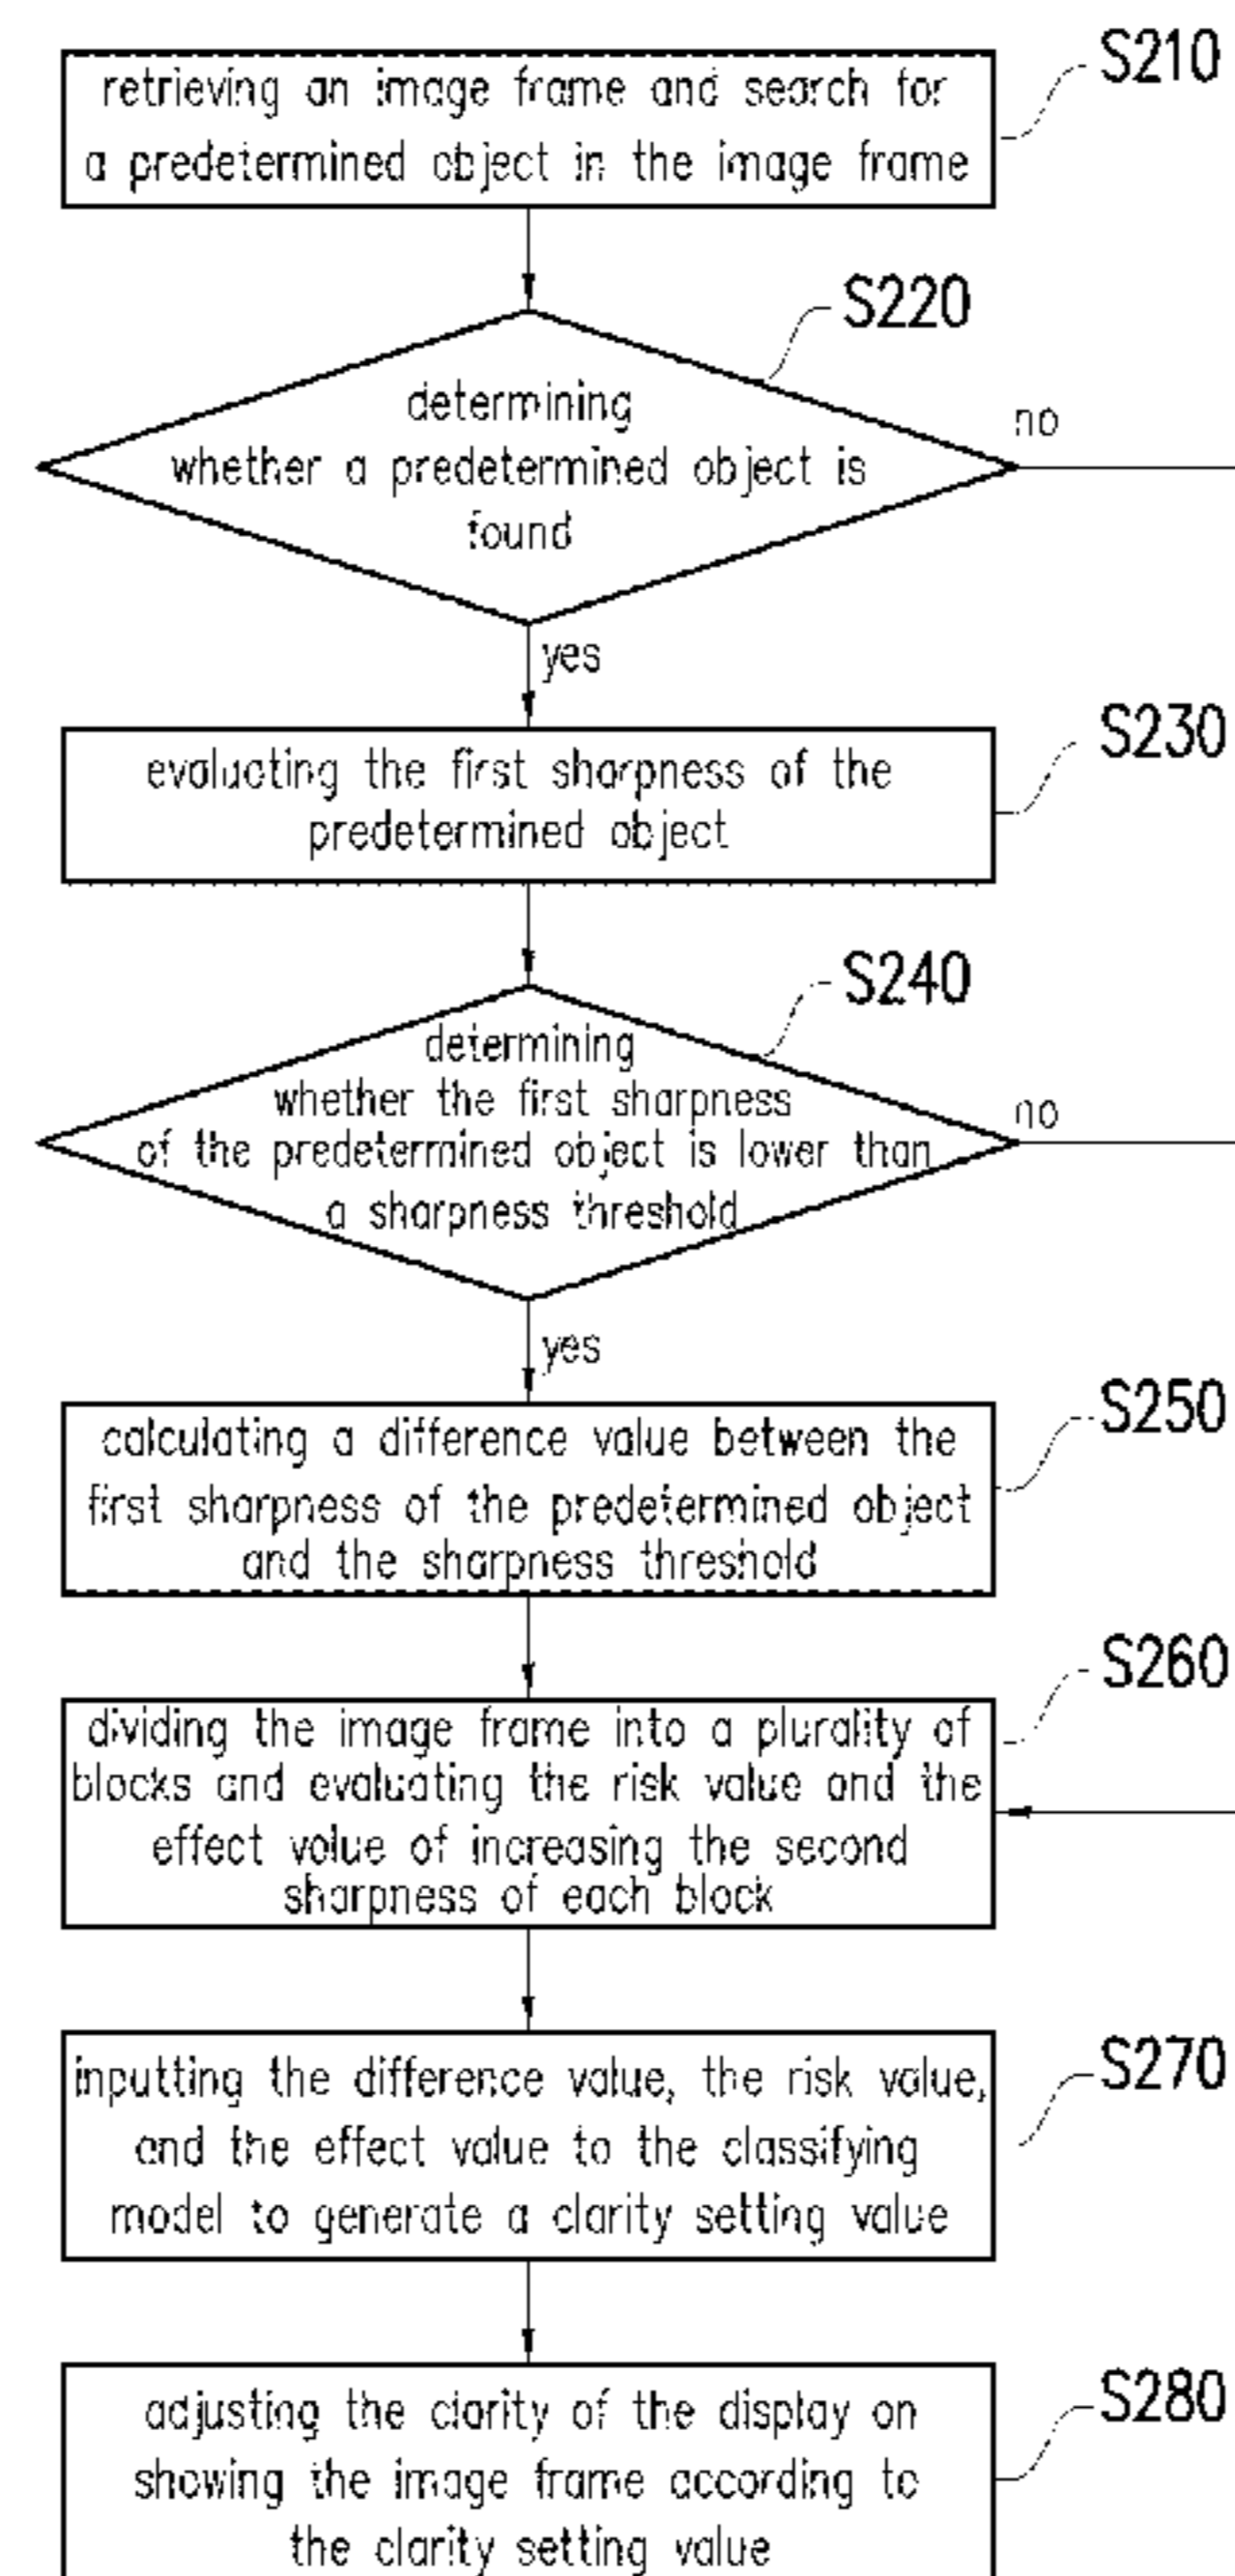 S210
retrieving an image frame and search for
a predetermined object in the image frame
S220
determining
whether a predetermined object is
found
no
yes
S230
evaluating the first sharpness of the
predetermined object
S240
determining
whether the first sharpness
of the predetermined object is lower than
a sharpness threshold
no
yes
S250
calculating a difference value between the
first sharpness of the predetermined object
and the sharpness threshold
S260
dividing the image frame into a plurality of
blocks and evaluating the risk value and the
effect value of increasing the second
sharpness of each block
S270
inputting the difference value, the risk value,
and the effect value to the classifying
model to generate a clarity setting value
S280
adjusting the clarity of the display on
showing the image frame according to
the clarity setting value